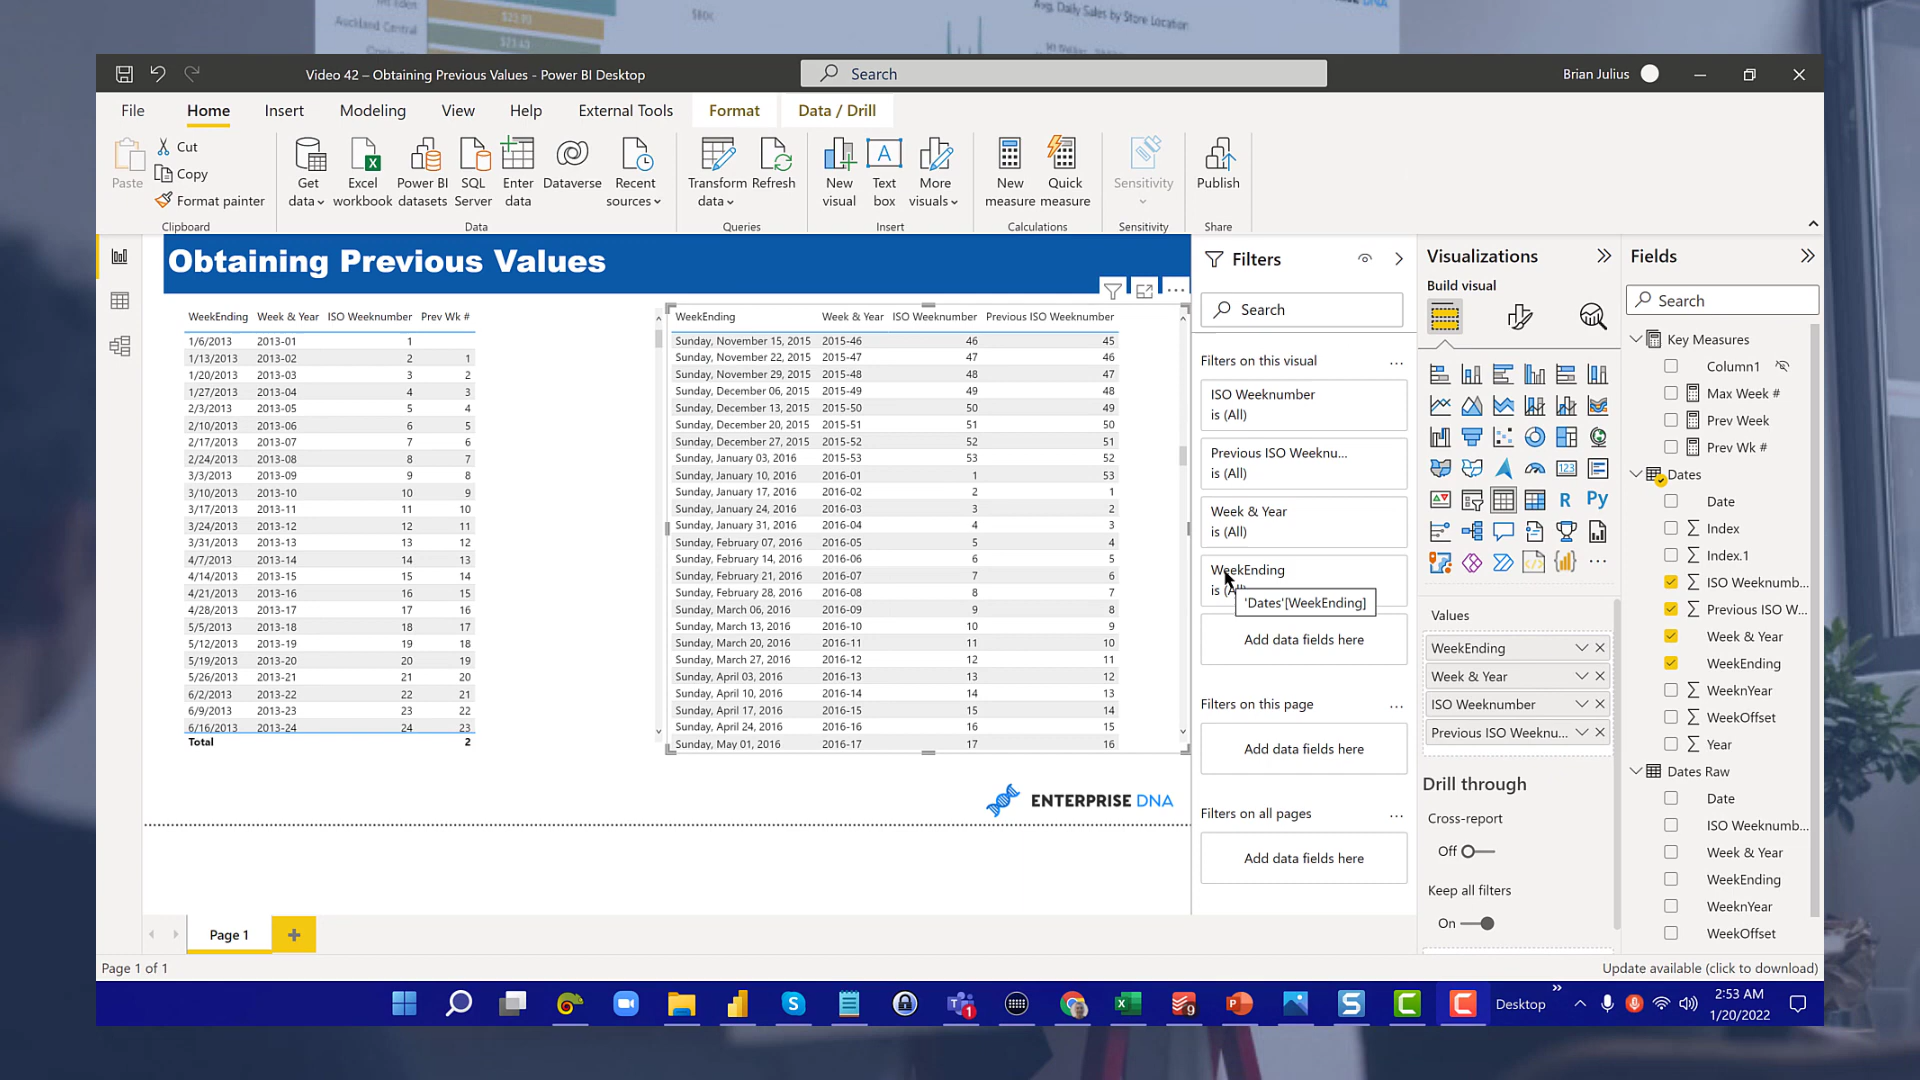 Mt Eden
Auckland Central
$23.90
$23.43
$80K
Avg. Daily Sales by Store Location
Video 42 – Obtaining Previous Values - Power BI Desktop
Search
Brian Julius
File Home Insert Modeling View Help External Tools Format Data / Drill
Paste
Cut
Copy
Format painter
Clipboard
Get data
Excel workbook
Power BI datasets
SQL Server
Enter data
Dataverse
Recent sources
Data
Transform data
Refresh
Queries
New visual
Text box
More visuals
Insert
New measure
Quick measure
Calculations
Sensitivity
Sensitivity
Publish
Share
Obtaining Previous Values
WeekEnding Week & Year ISO Weeknumber Prev Wk #
1/6/2013 2013-01 1
1/13/2013 2013-02 2 1
1/20/2013 2013-03 3 2
1/27/2013 2013-04 4 3
2/3/2013 2013-05 5 4
2/10/2013 2013-06 6 5
2/17/2013 2013-07 7 6
2/24/2013 2013-08 8 7
3/3/2013 2013-09 9 8
3/10/2013 2013-10 10 9
3/17/2013 2013-11 11 10
3/24/2013 2013-12 12 11
3/31/2013 2013-13 13 12
4/7/2013 2013-14 14 13
4/14/2013 2013-15 15 14
4/21/2013 2013-16 16 15
4/28/2013 2013-17 17 16
5/5/2013 2013-18 18 17
5/12/2013 2013-19 19 18
5/19/2013 2013-20 20 19
5/26/2013 2013-21 21 20
6/2/2013 2013-22 22 21
6/9/2013 2013-23 23 22
6/16/2013 2013-24 24 23
Total 2
WeekEnding Week & Year ISO Weeknumber Previous ISO Weeknumber
Sunday, November 15, 2015 2015-46 46 45
Sunday, November 22, 2015 2015-47 47 46
Sunday, November 29, 2015 2015-48 48 47
Sunday, December 06, 2015 2015-49 49 48
Sunday, December 13, 2015 2015-50 50 49
Sunday, December 20, 2015 2015-51 51 50
Sunday, December 27, 2015 2015-52 52 51
Sunday, January 03, 2016 2015-53 53 52
Sunday, January 10, 2016 2016-01 1 53
Sunday, January 17, 2016 2016-02 2 1
Sunday, January 24, 2016 2016-03 3 2
Sunday, January 31, 2016 2016-04 4 3
Sunday, February 07, 2016 2016-05 5 4
Sunday, February 14, 2016 2016-06 6 5
Sunday, February 21, 2016 2016-07 7 6
Sunday, February 28, 2016 2016-08 8 7
Sunday, March 06, 2016 2016-09 9 8
Sunday, March 13, 2016 2016-10 10 9
Sunday, March 20, 2016 2016-11 11 10
Sunday, March 27, 2016 2016-12 12 11
Sunday, April 03, 2016 2016-13 13 12
Sunday, April 10, 2016 2016-14 14 13
Sunday, April 17, 2016 2016-15 15 14
Sunday, April 24, 2016 2016-16 16 15
Sunday, May 01, 2016 2016-17 17 16
ENTERPRISE DNA
Filters
Search
Filters on this visual ...
ISO Weeknumber
is (All)
Previous ISO Weeknu...
is (All)
Week & Year
is (All)
WeekEnding
is
'Dates'[WeekEnding]
Add data fields here
Filters on this page ...
Add data fields here
Filters on all pages ...
Add data fields here
Visualizations
Build visual
123
R
Py
...
Values
WeekEnding
Week & Year
ISO Weeknumber
Previous ISO Weeknu...
Drill through
Cross-report
Off
Keep all filters
On
Fields
Search
Key Measures
Column1
Max Week #
Prev Week
Prev Wk #
Dates
Date
Index
Index.1
ISO Weeknumb...
Previous ISO W...
Week & Year
WeekEnding
WeeknYear
WeekOffset
Year
Dates Raw
Date
ISO Weeknumb...
Week & Year
WeekEnding
WeeknYear
WeekOffset
Page 1
Page 1 of 1
Update available (click to download)
1
9
Desktop
2:53 AM
1/20/2022